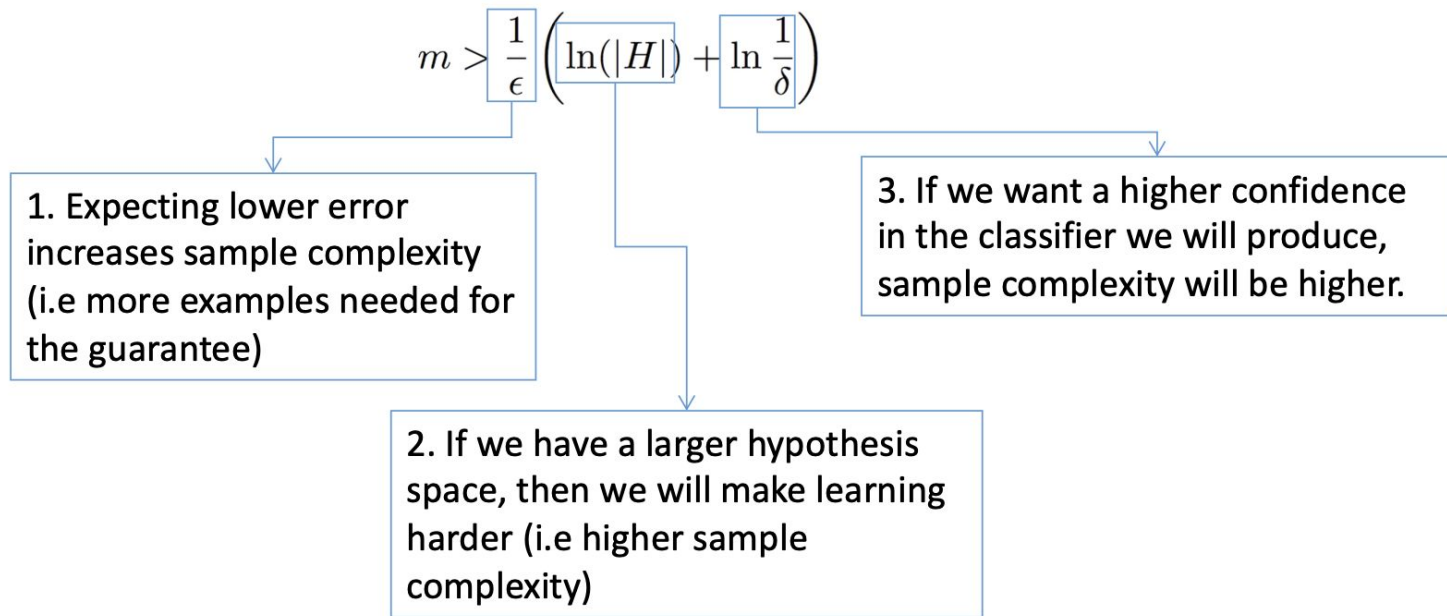 m > 1/ϵ (ln(|H|) + ln 1/δ)
1. Expecting lower error
increases sample complexity
(i.e more examples needed for
the guarantee)
3. If we want a higher confidence
in the classifier we will produce,
sample complexity will be higher.
2. If we have a larger hypothesis
space, then we will make learning
harder (i.e higher sample
complexity)